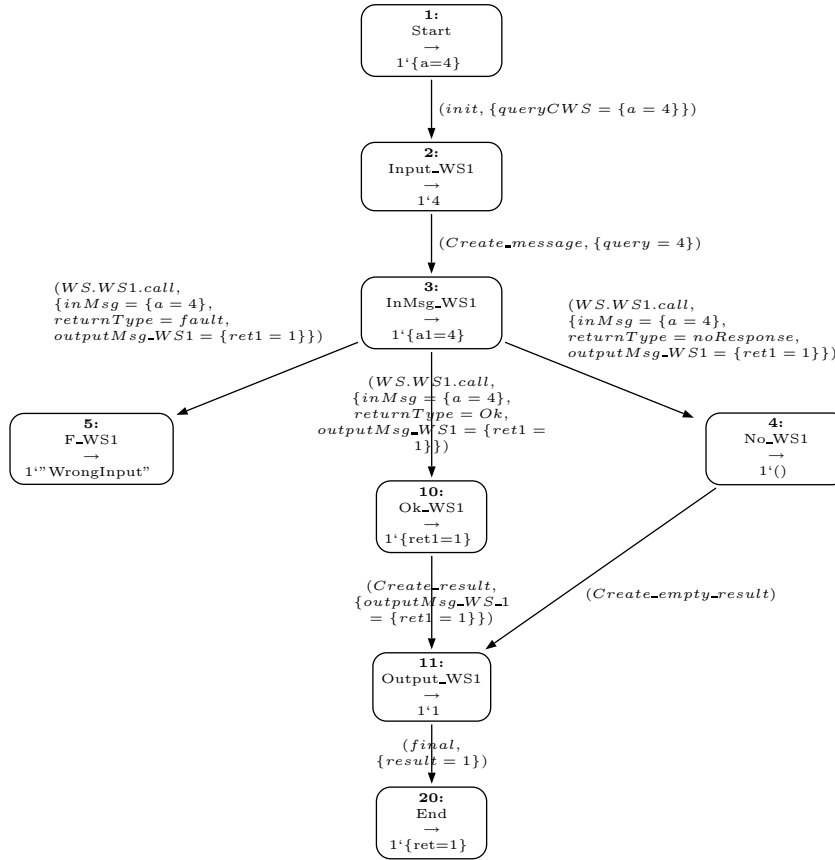 1:
Start
→
1‘{a=4}
(init, {queryCWS = {a = 4}})
2:
Input_WS1
→
1‘4
(Create_message, {query = 4})
3:
InMsg_WS1
→
1‘{a1=4}
(WS.WS1.call,
{inMsg = {a = 4},
returnType = fault,
outputMsg_WS1 = {ret1 = 1}})
(WS.WS1.call,
{inMsg = {a = 4},
returnType = Ok,
outputMsg_WS1 = {ret1 =
1}})
(WS.WS1.call,
{inMsg = {a = 4},
returnType = noResponse,
outputMsg_WS1 = {ret1 = 1}})
5:
F_WS1
→
1‘”WrongInput”
4:
No_WS1
→
1‘()
10:
Ok_WS1
→
1‘{ret1=1}
(Create_result,
{outputMsg_WS_1
= {ret1 = 1}})
(Create_empty_result)
11:
Output_WS1
→
1‘1
(final,
{result = 1})
20:
End
→
1‘{ret=1}